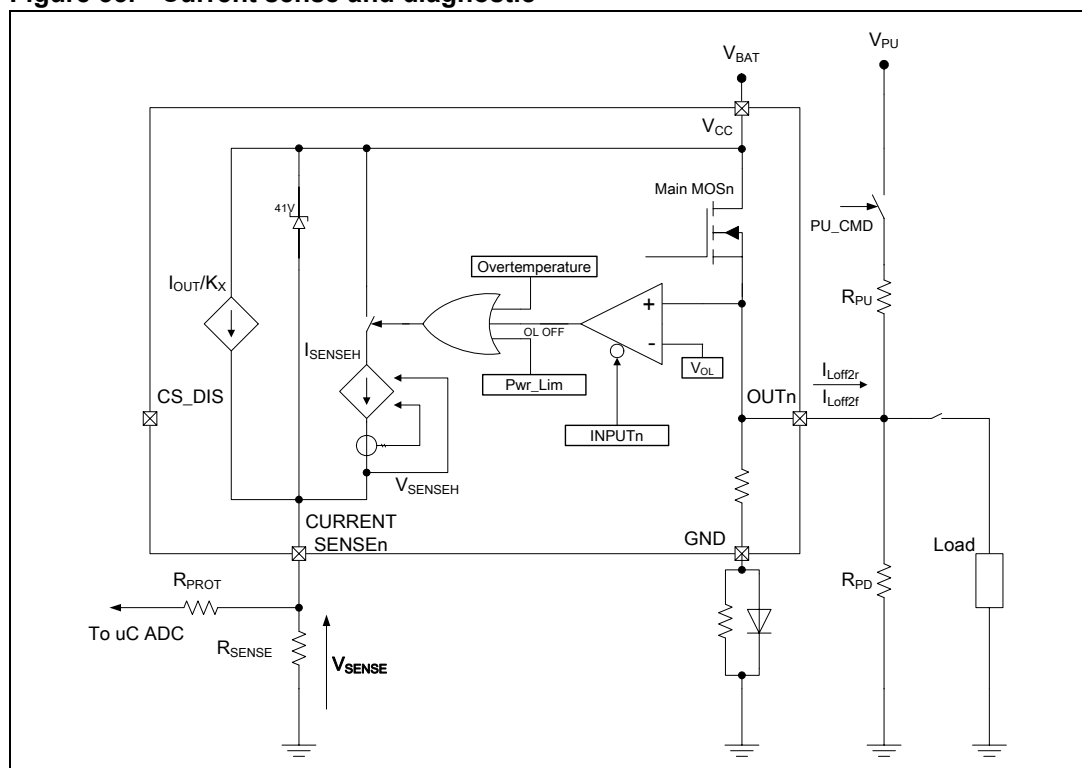 Figure 35. Current sense and diagnostic
VPU
VBAT
VCC
Main MOSn
41V
PU_CMD
Overtemperature
IOUT/KX
RPU
+
OL OFF
-
ISENSEH
VOL
ILoff2r
Pwr_Lim
OUTn
ILoff2f
CS_DIS
INPUTn
VSENSEH
CURRENT
SENSEn
GND
Load
RPROT
RPD
To uC ADC
RSENSE
VSENSE